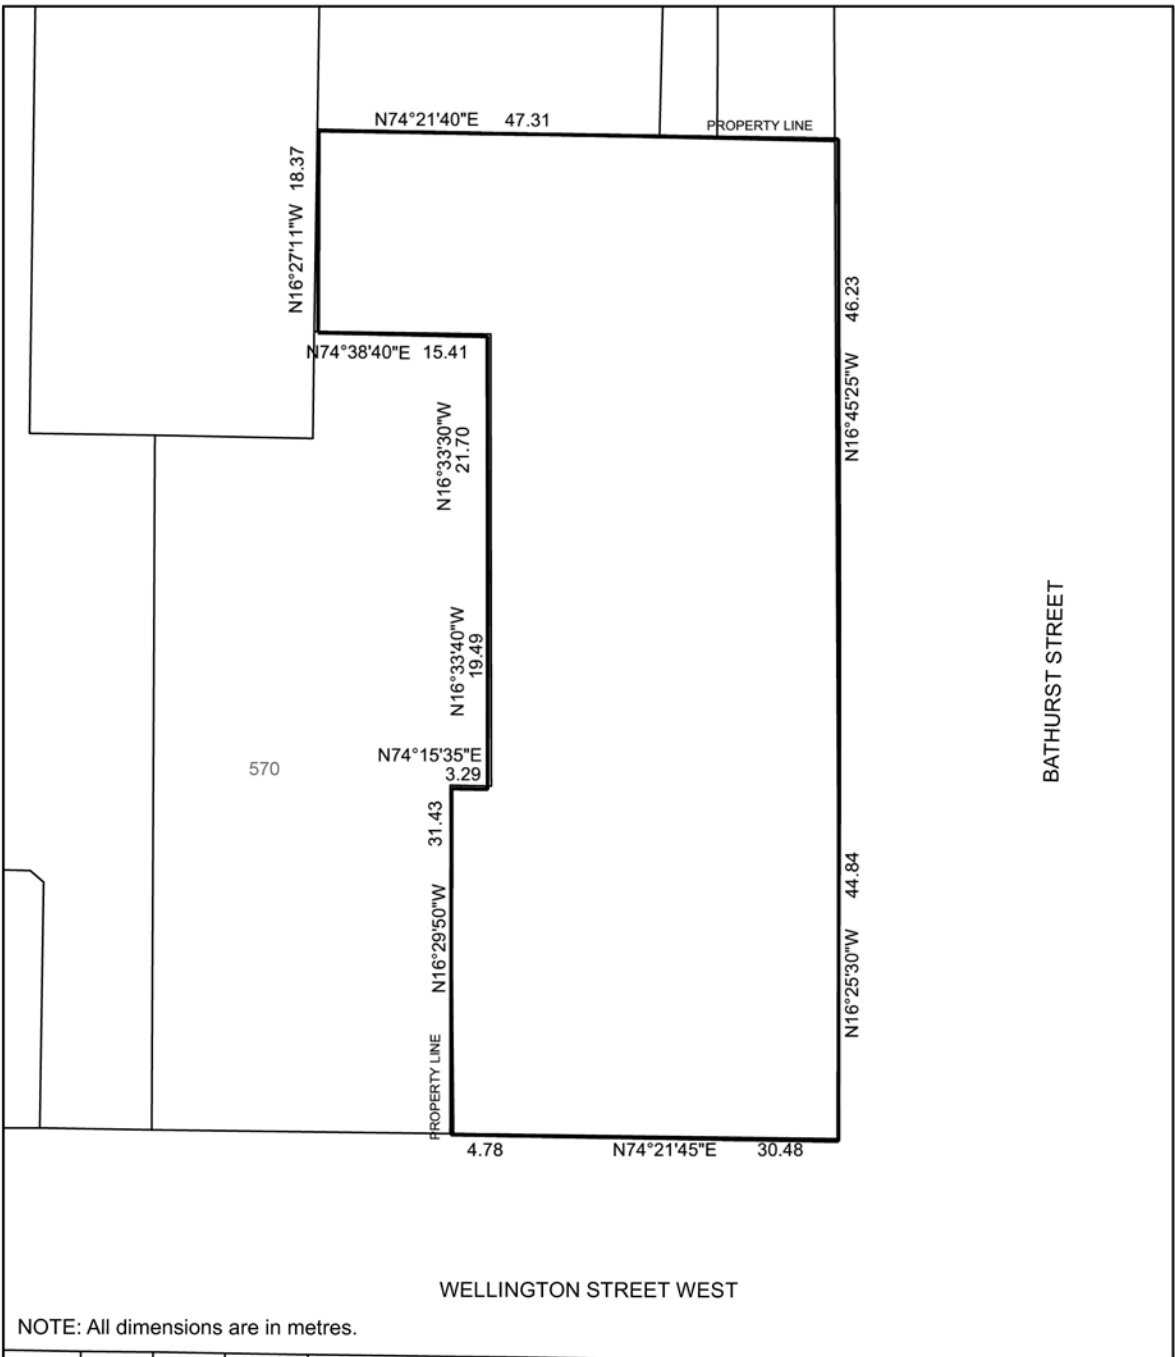 N74°21'40"E 47.31
PROPERTY LINE
N16°27'11"W 18.37
46.23
N16°45'25"W
N74°38'40"E 15.41
N16°33'30"W
21.70
N16°33'40"W
19.49
BATHURST STREET
N74°15'35"E
3.29
570
31.43
N16°29'50"W
44.84
N16°25'30"W
PROPERTY LINE
4.78 N74°21'45"E 30.48
WELLINGTON STREET WEST
NOTE: All dimensions are in metres.